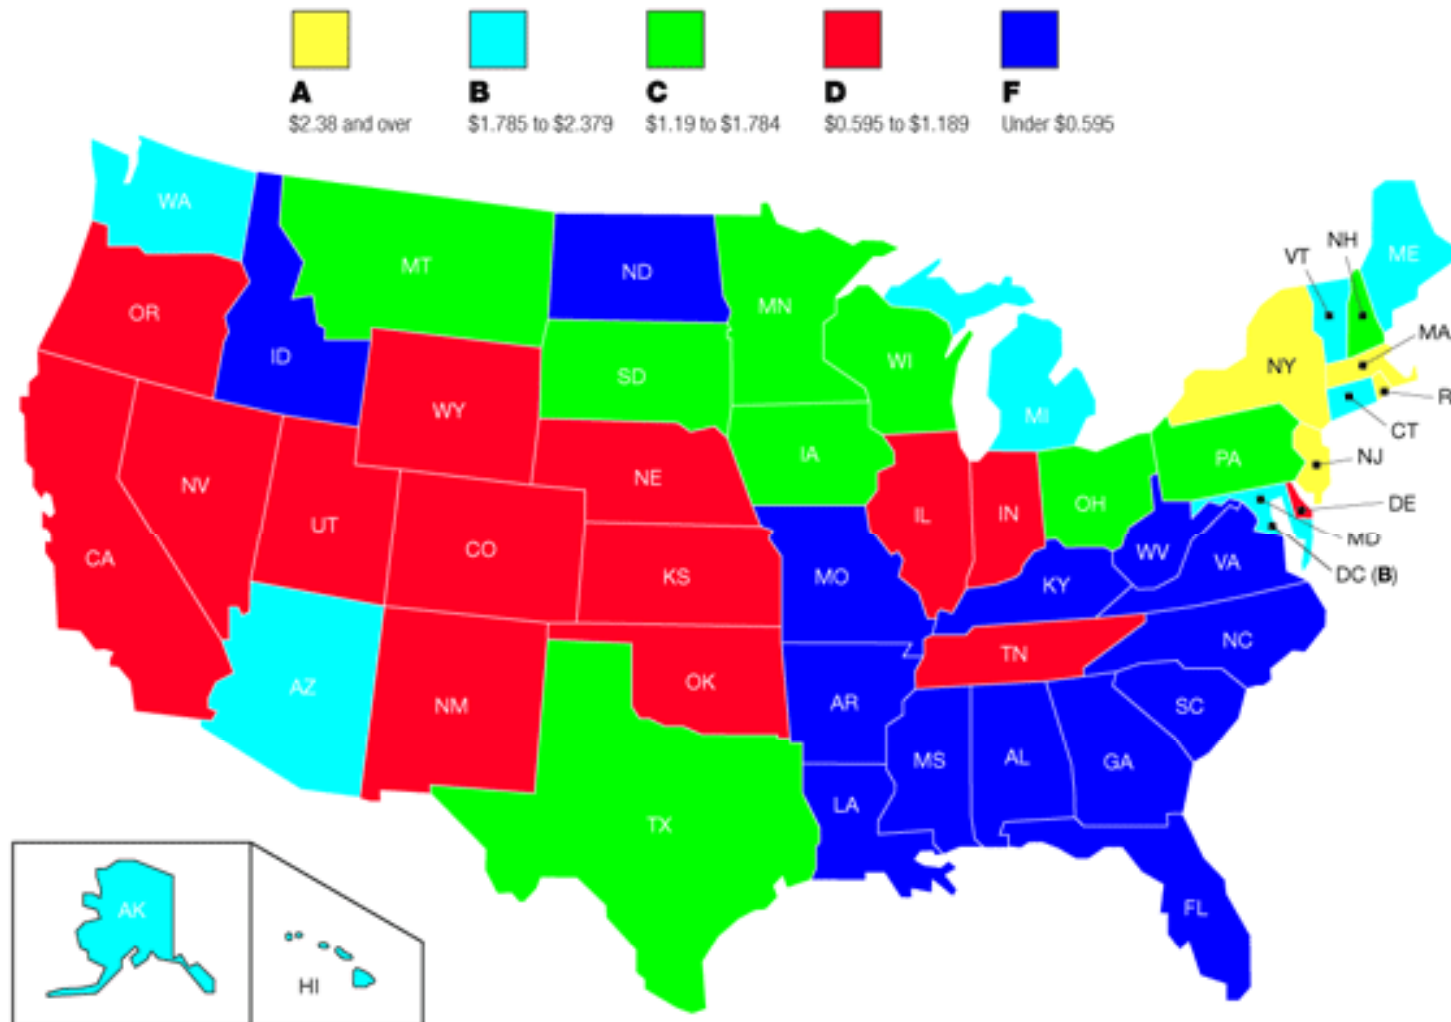 A B C D F
$2.38 and over $1.785 to $2.379 $1.19 to $1.784 $0.595 to $1.189 Under $0.595
WA
MT
ND
MN
VT
NH
ME
OR
ID
SD
WI
MI
NY
MA
R
CT
WY
NE
IA
PA
NJ
NV
UT
CO
IL
IN
OH
DE
MD
DC (B)
CA
KS
MO
KY
WV
VA
AZ
NM
OK
TN
NC
AR
SC
MS
AL
GA
LA
TX
FL
AK
HI